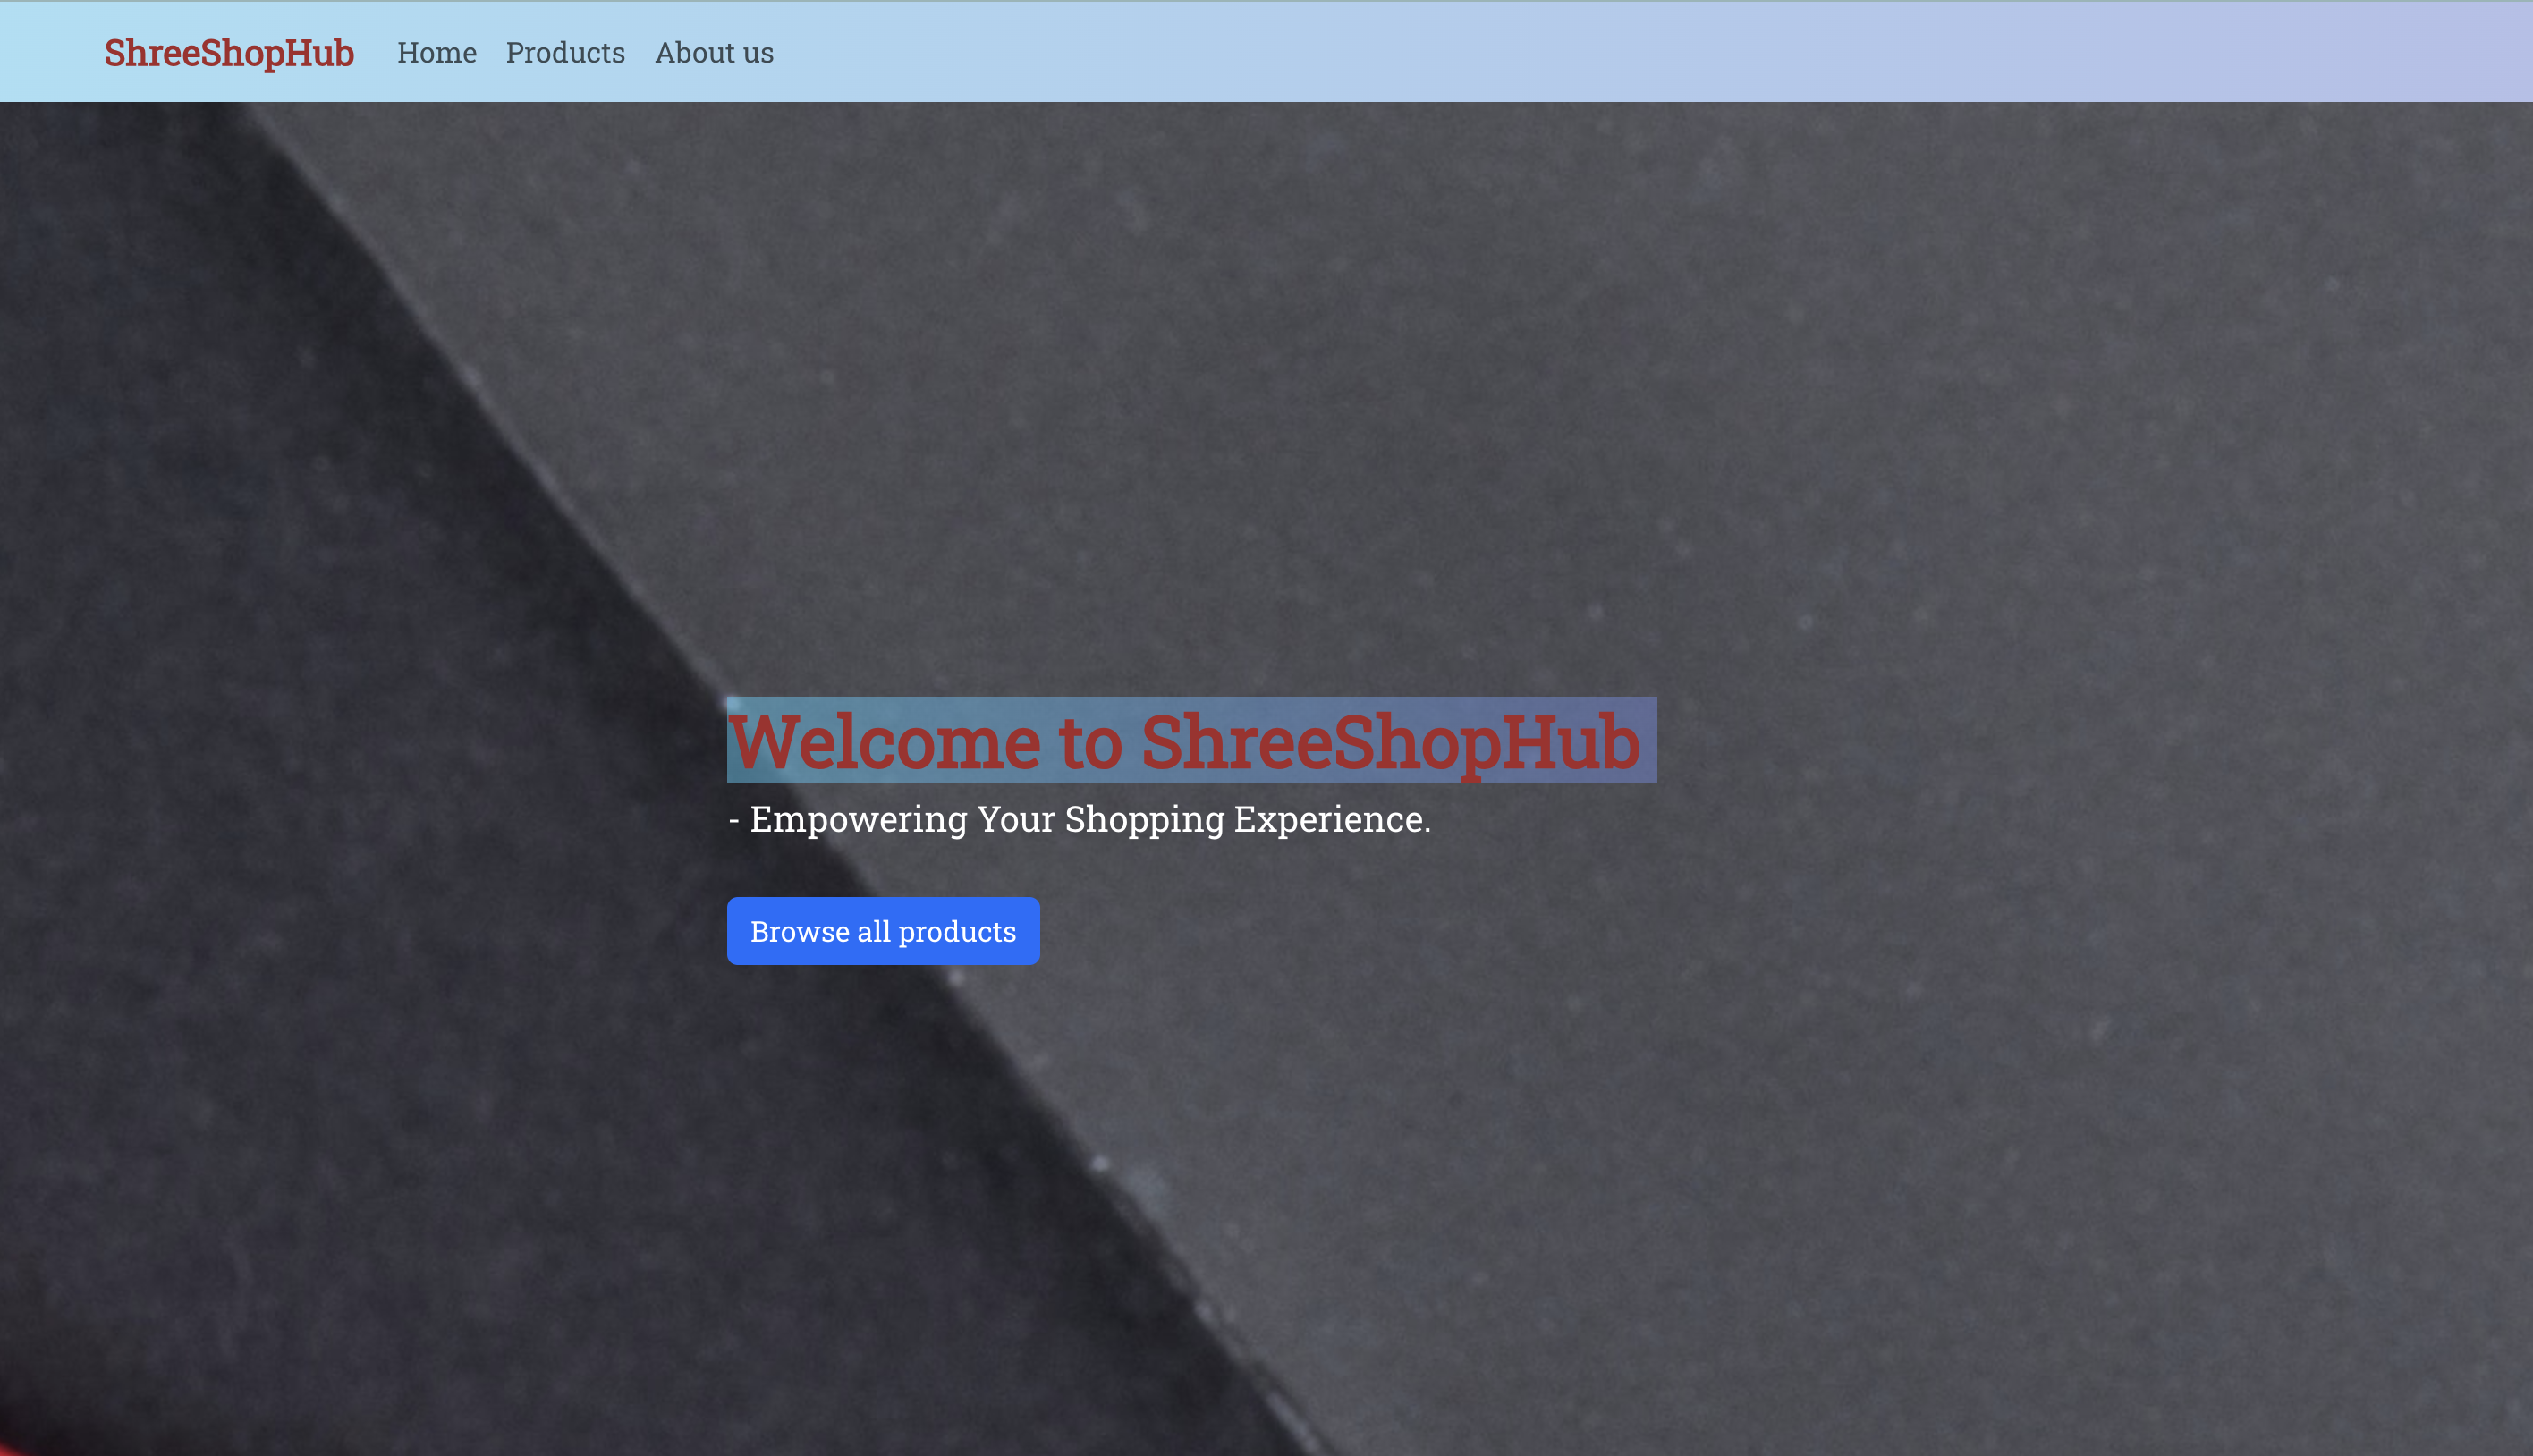 ShreeShopHub Home Products About us
Welcome to ShreeShopHub
- Empowering Your Shopping Experience.
Browse all products